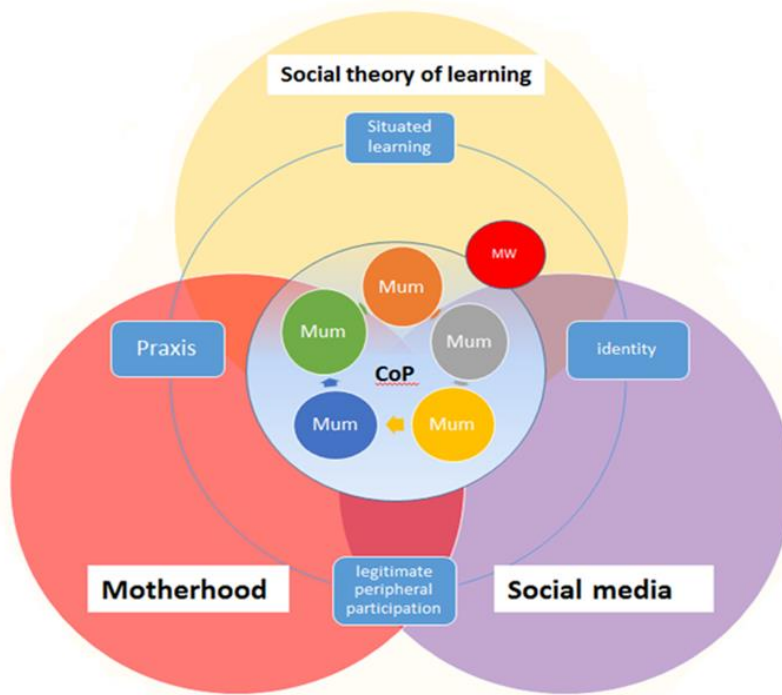 Social theory of learning
Situated
learning
MW
Mum
Mum
Mum
Praxis
identity
CoP
Mum
Mum
legitimate
peripheral
participation
Motherhood
Social media